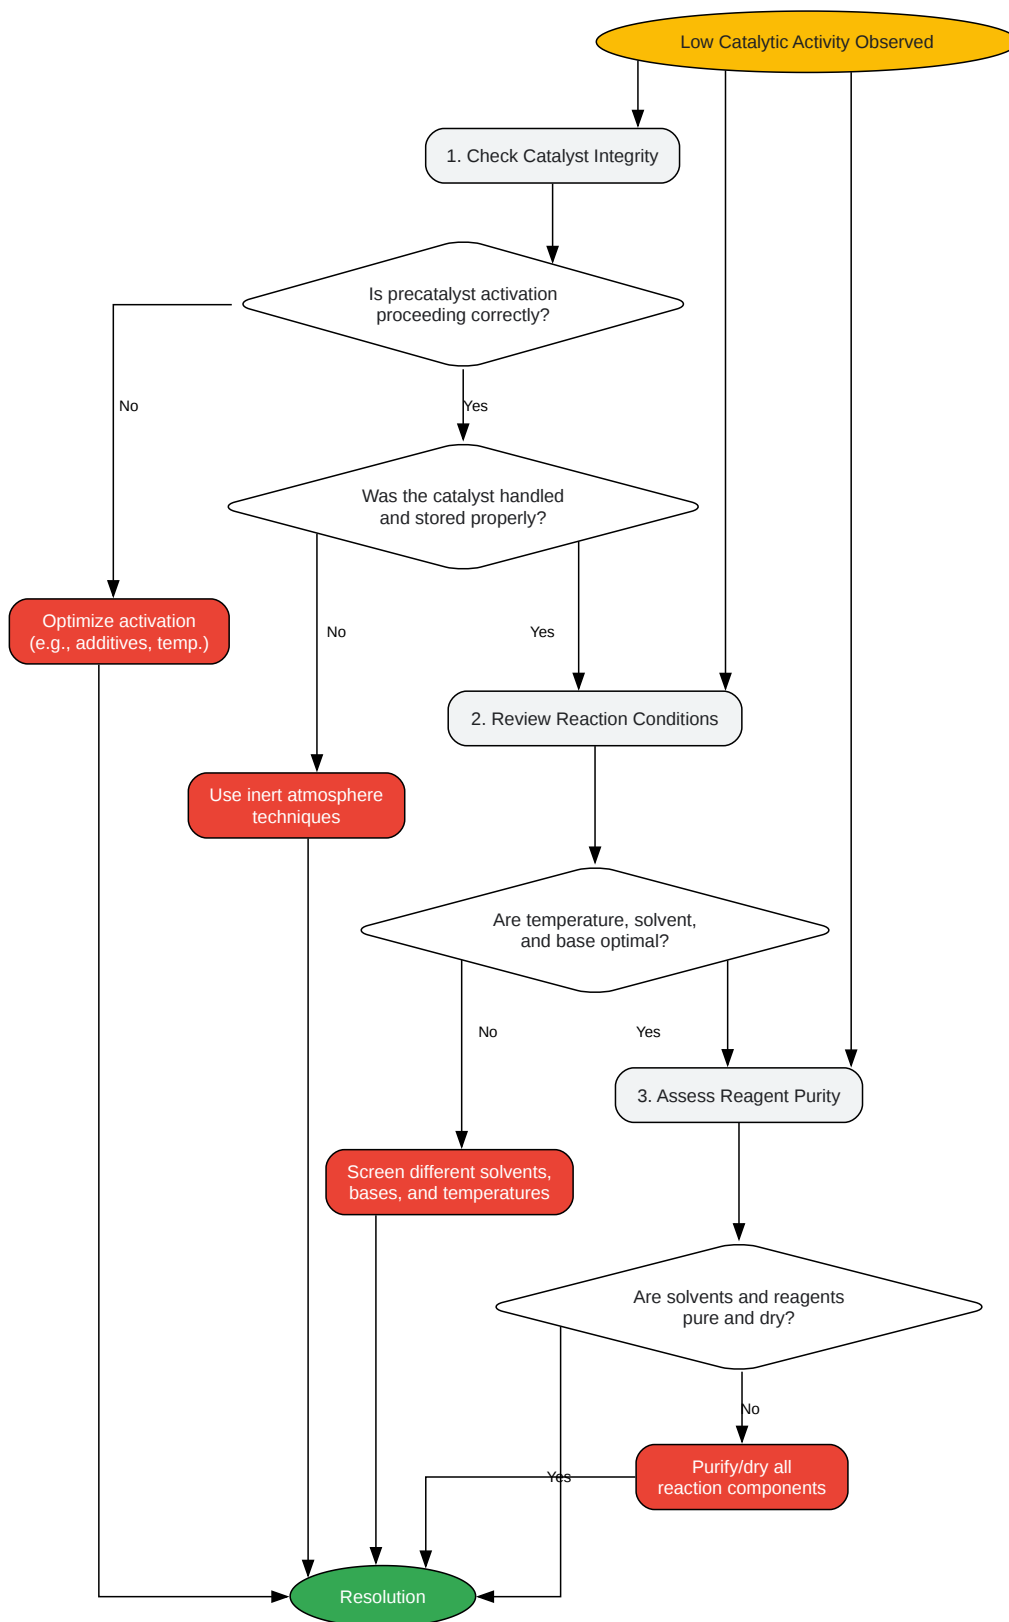 Low Catalytic Activity Observed
1. Check Catalyst Integrity
Is precatalyst activation
proceeding correctly?
No
Yes
Was the catalyst handled
and stored properly?
Optimize activation
(e.g., additives, temp.)
No
Yes
2. Review Reaction Conditions
Use inert atmosphere
techniques
Are temperature, solvent,
and base optimal?
No
Yes
3. Assess Reagent Purity
Screen different solvents,
bases, and temperatures
Are solvents and reagents
pure and dry?
No
Purify/dry all
reaction components
Yes
Resolution